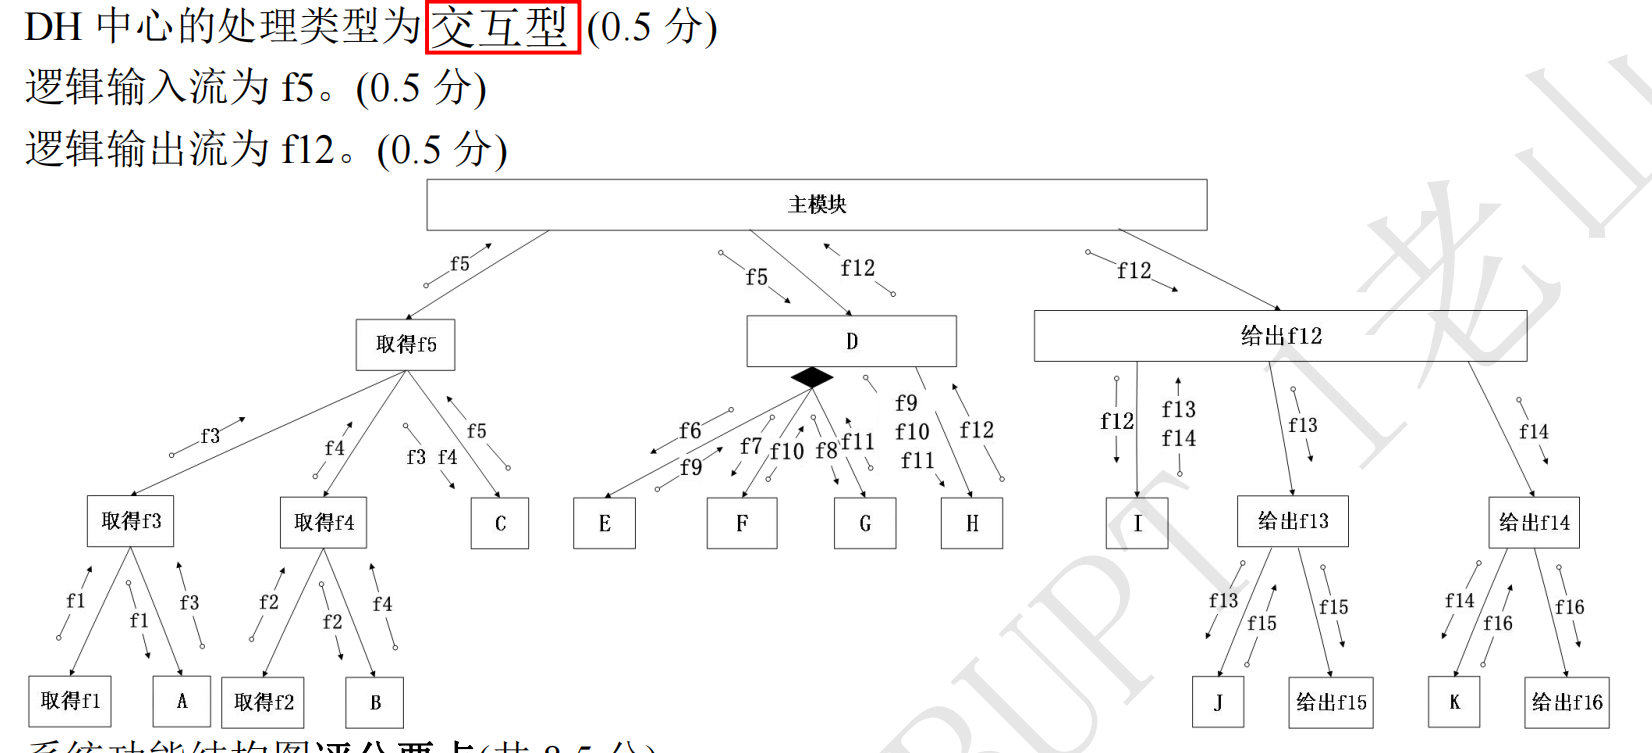 DH 中心的处理类型为交互型(0.5 分)
逻辑输入流为 f5。(0.5 分)
逻辑输出流为 f12。(0.5 分)
主模块
f5
f5
f12
f12
取得f5
D
给出f12
f3
f4
f3 f4
f5
f6
f9
f7
f10
f8
f11
f9
f10
f11
f12
f12
f13
f14
f13
f14
取得f3
取得f4
C
E
F
G
H
I
给出f13
给出f14
f1
f1
f3
f2
f2
f4
f13
f15
f15
f14
f16
f16
取得f1
A
取得f2
B
J
给出f15
K
给出f16
BUPT 老山